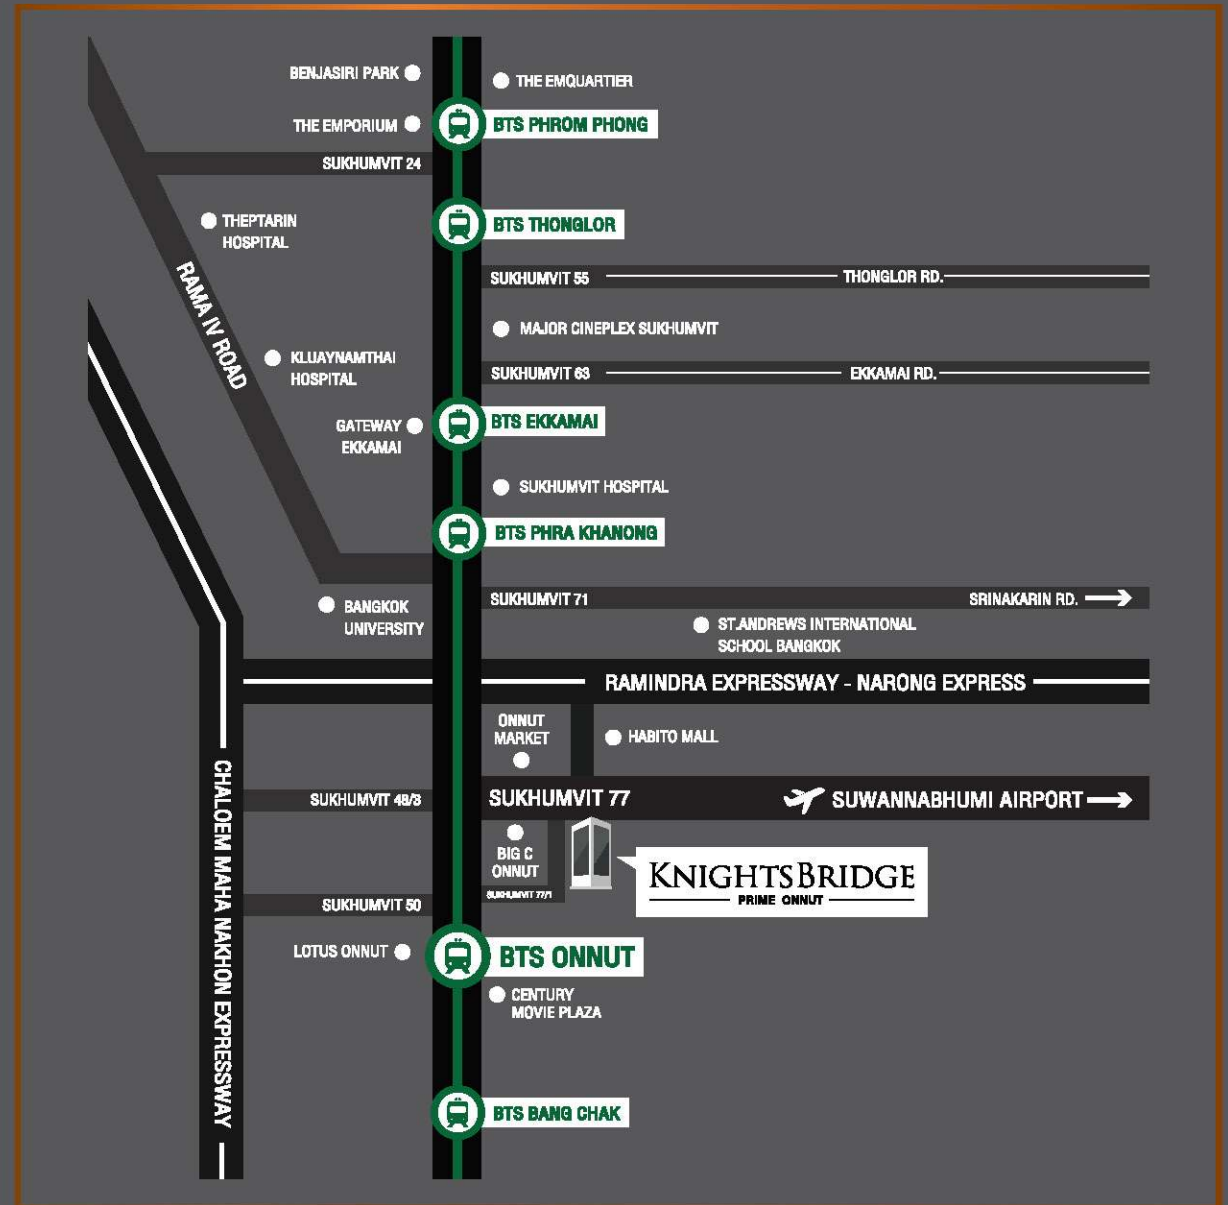 BENJASIRI PARK
THE EMQUARTIER
THE EMPORIUM
BTS PHROM PHONG
SUKHUMVIT 24
THEPTARIN
HOSPITAL
BTS THONGLOR
RAMA IV ROAD
SUKHUMVIT 55
THONGLOR RD.
MAJOR CINEPLEX SUKHUMVIT
KLUAYNAMTHAI
HOSPITAL
SUKHUMVIT 63
EKKAMAI RD.
GATEWAY
EKKAMAI
BTS EKKAMAI
SUKHUMVIT HOSPITAL
BTS PHRA KHANONG
BANGKOK
UNIVERSITY
SUKHUMVIT 71
SRINAKARIN RD.
ST.ANDREWS INTERNATIONAL
SCHOOL BANGKOK
RAMINDRA EXPRESSWAY - NARONG EXPRESS
ONNUT
MARKET
HABITO MALL
CHALOEM MAHA NAKHON EXPRESSWAY
SUKHUMVIT 48/3
SUKHUMVIT 77
SUWANNABHUMI AIRPORT
BIG C
ONNUT
SUKHUMVIT 77/1
KNIGHTSBRIDGE
PRIME ONNUT
SUKHUMVIT 50
LOTUS ONNUT
BTS ONNUT
CENTURY
MOVIE PLAZA
BTS BANG CHAK